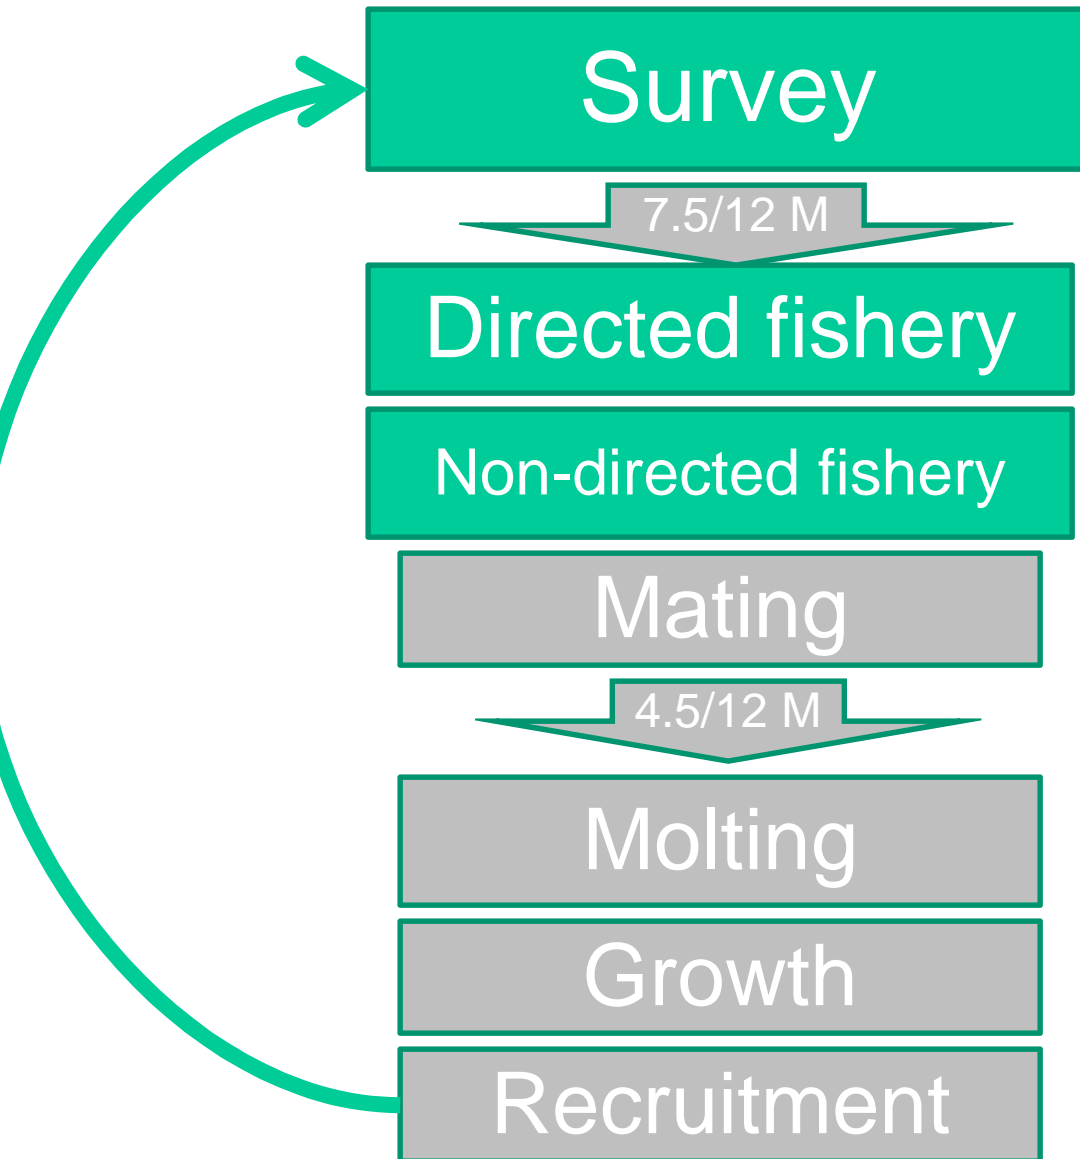 Survey
7.5/12 M
Directed fishery
Non-directed fishery
Mating
4.5/12 M
Molting
Growth
Recruitment